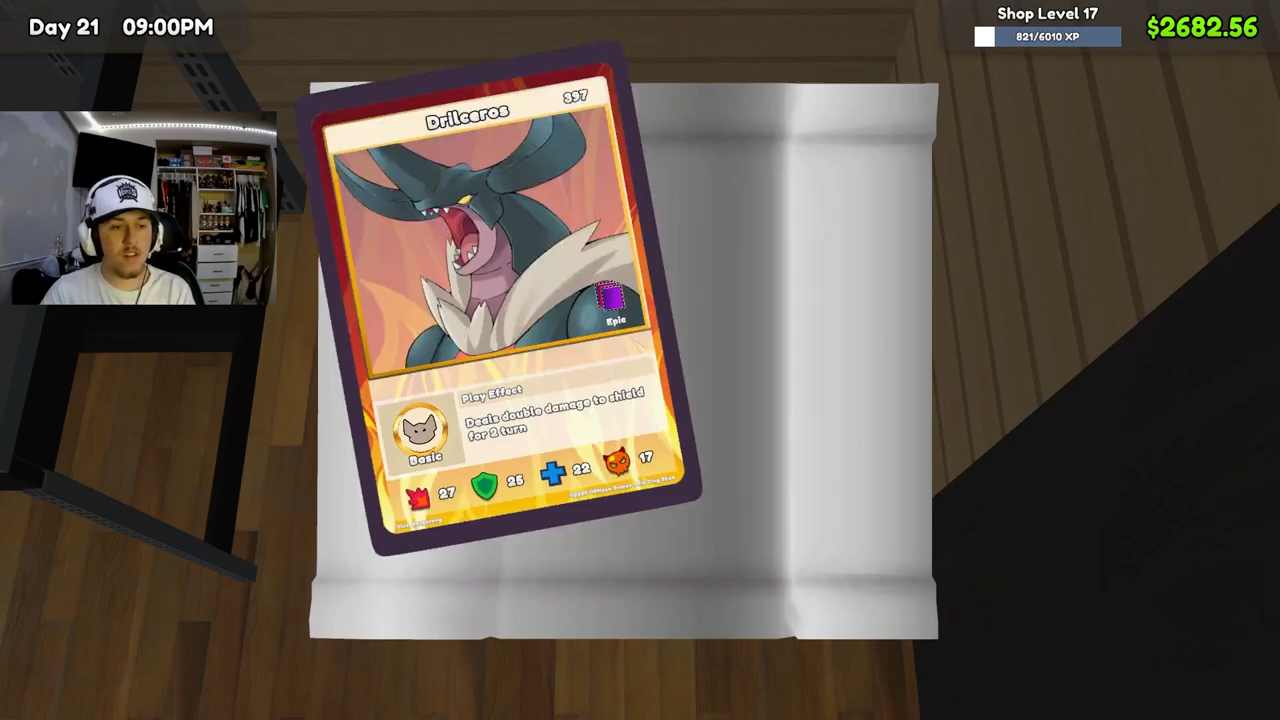 Day 21 09:00PM
Shop Level 17
821/6010 XP
$2682.56
Drilceros
397
Epic
Play Effect
Deals double damage to shield
for 2 turn
Basic
27 25 22 17